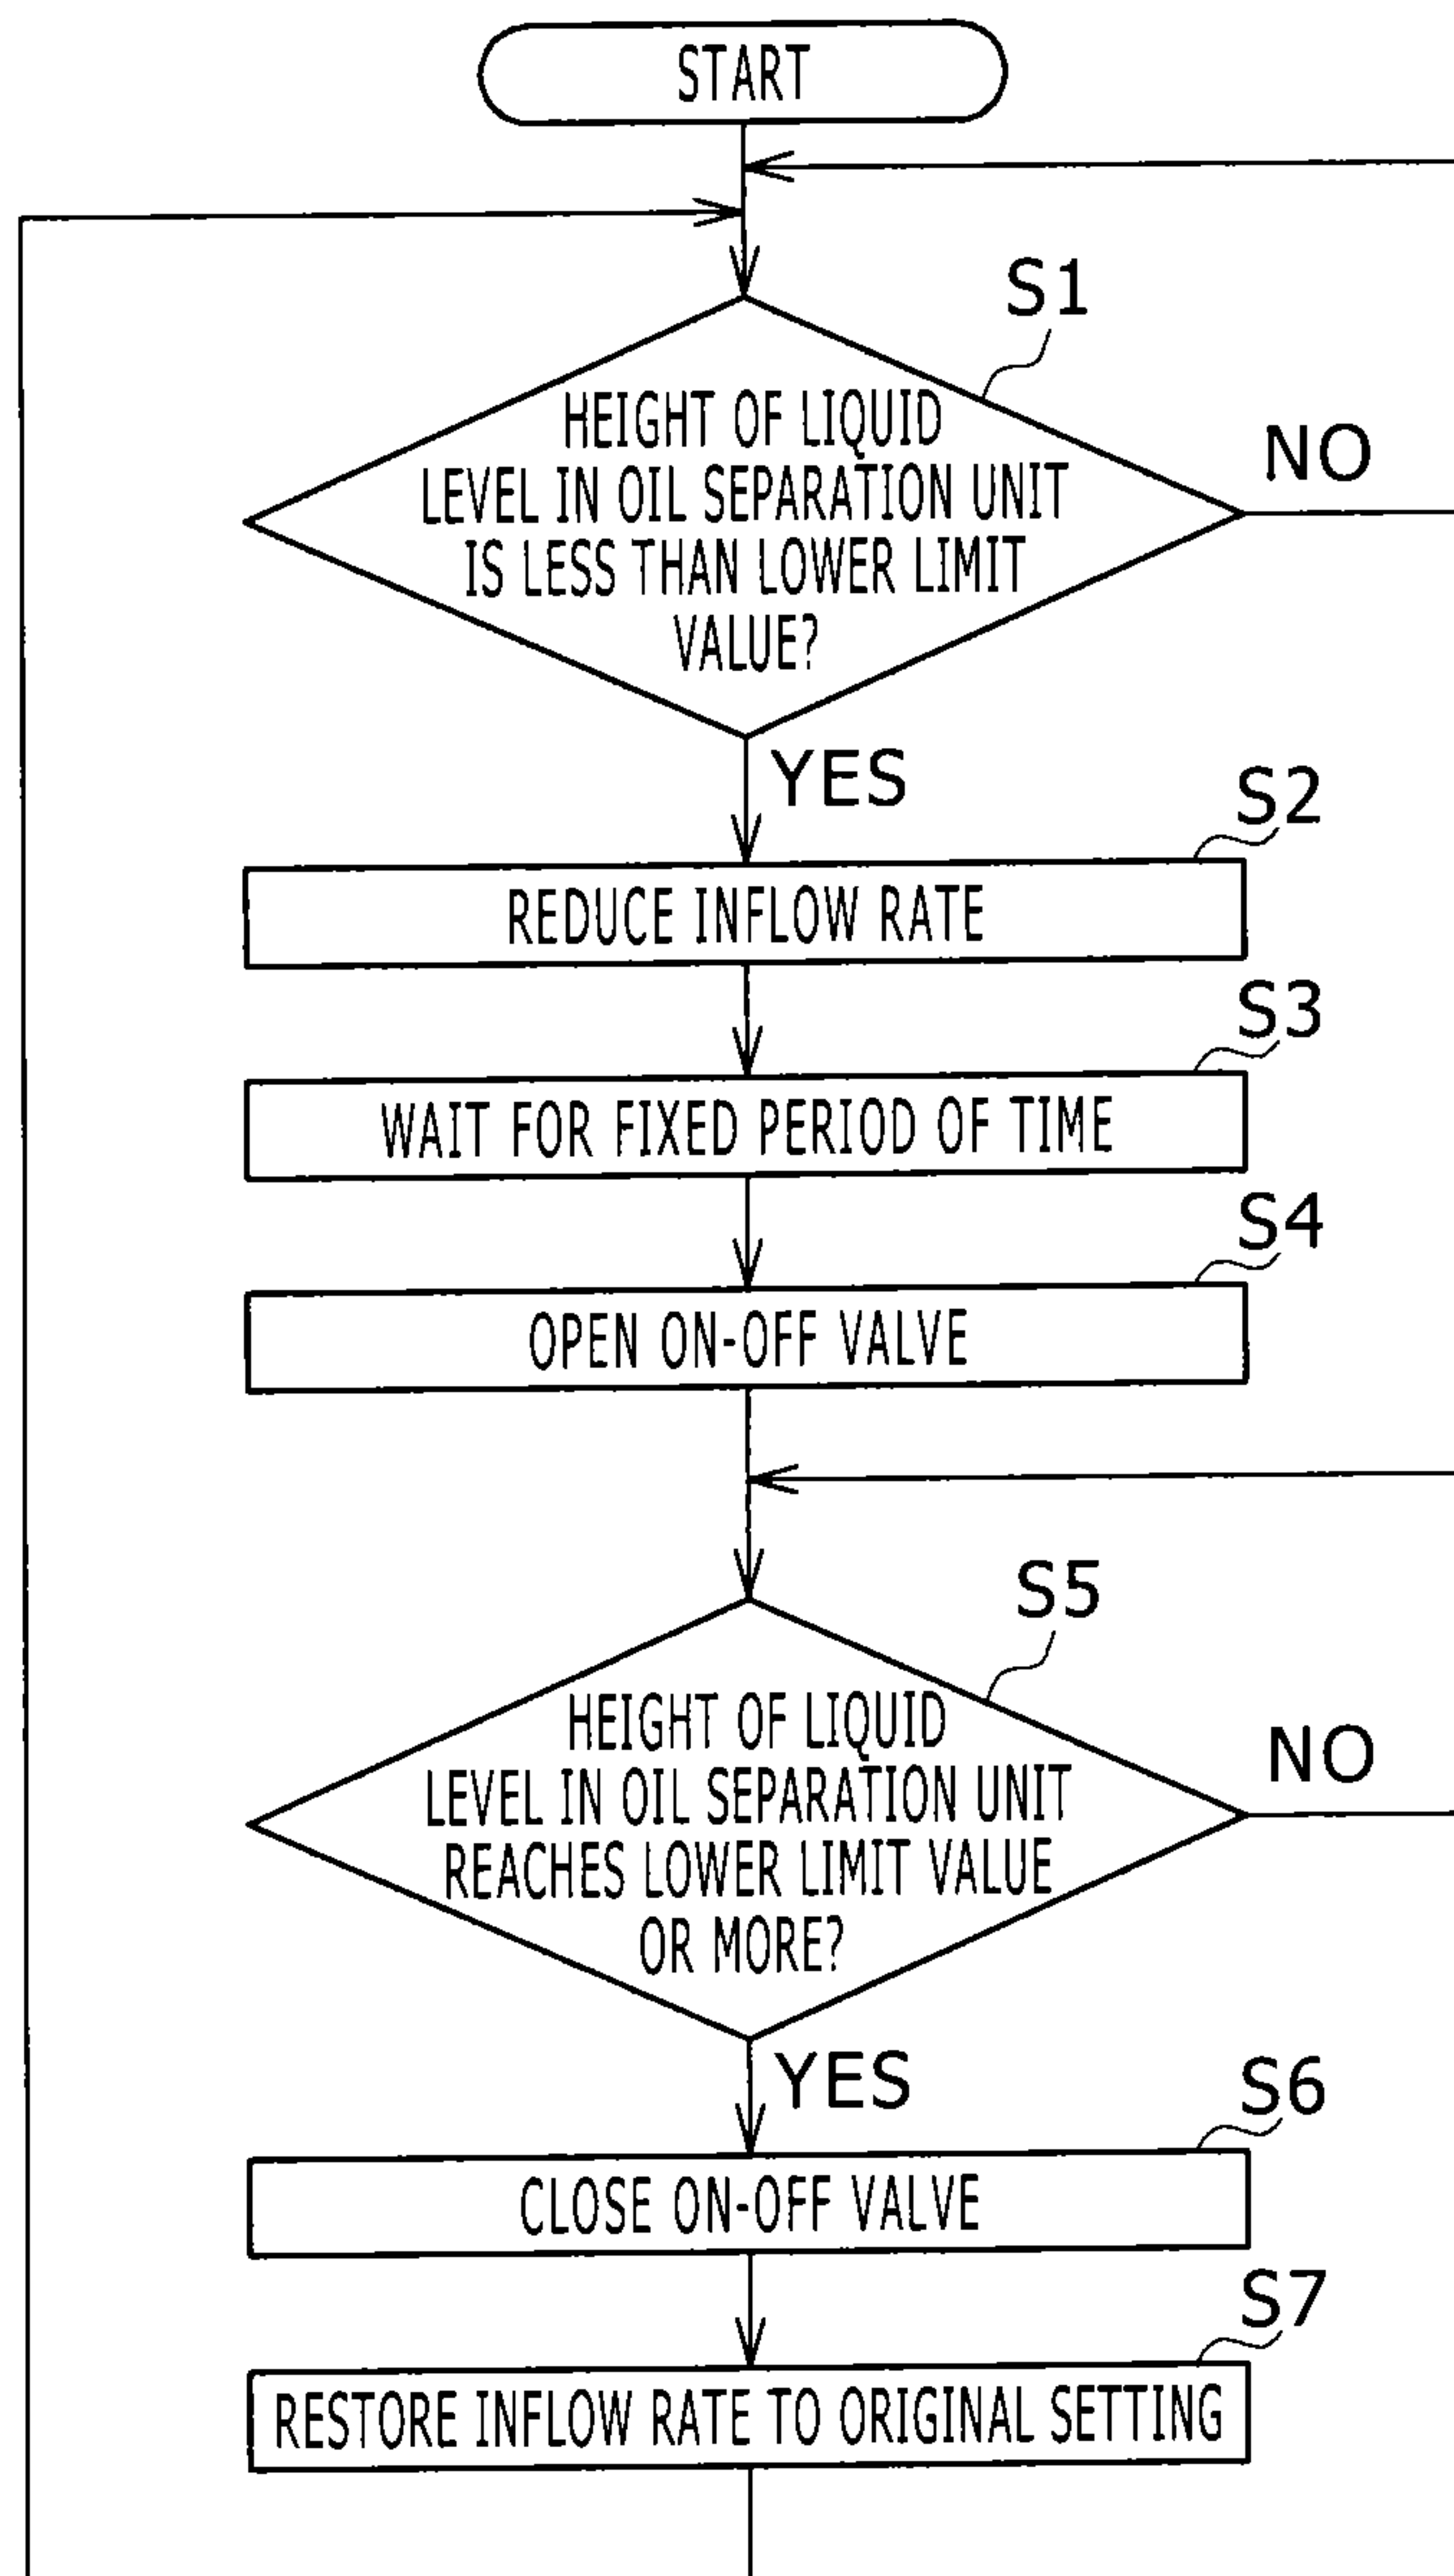 START
S1
HEIGHT OF LIQUID
LEVEL IN OIL SEPARATION UNIT
IS LESS THAN LOWER LIMIT
VALUE?
NO
YES
S2
REDUCE INFLOW RATE
S3
WAIT FOR FIXED PERIOD OF TIME
S4
OPEN ON-OFF VALVE
S5
HEIGHT OF LIQUID
LEVEL IN OIL SEPARATION UNIT
REACHES LOWER LIMIT VALUE
OR MORE?
NO
YES
S6
CLOSE ON-OFF VALVE
S7
RESTORE INFLOW RATE TO ORIGINAL SETTING